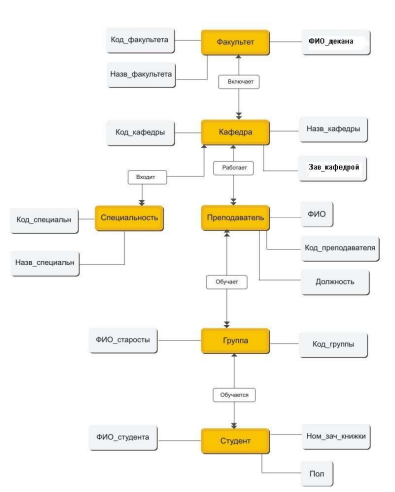 Код_факультета
Факультет
ФИО_декана
Назв_факультета
Включает
Код_кафедры
Кафедра
Назв_кафедры
Зав_кафедрой
Входит
Работает
Код_специальн
Специальность
Преподаватель
ФИО
Код_преподавателя
Назв_специальн
Должность
Обучает
ФИО_старосты
Группа
Код_группы
Обучается
ФИО_студента
Студент
Ном_зач_книжки
Пол